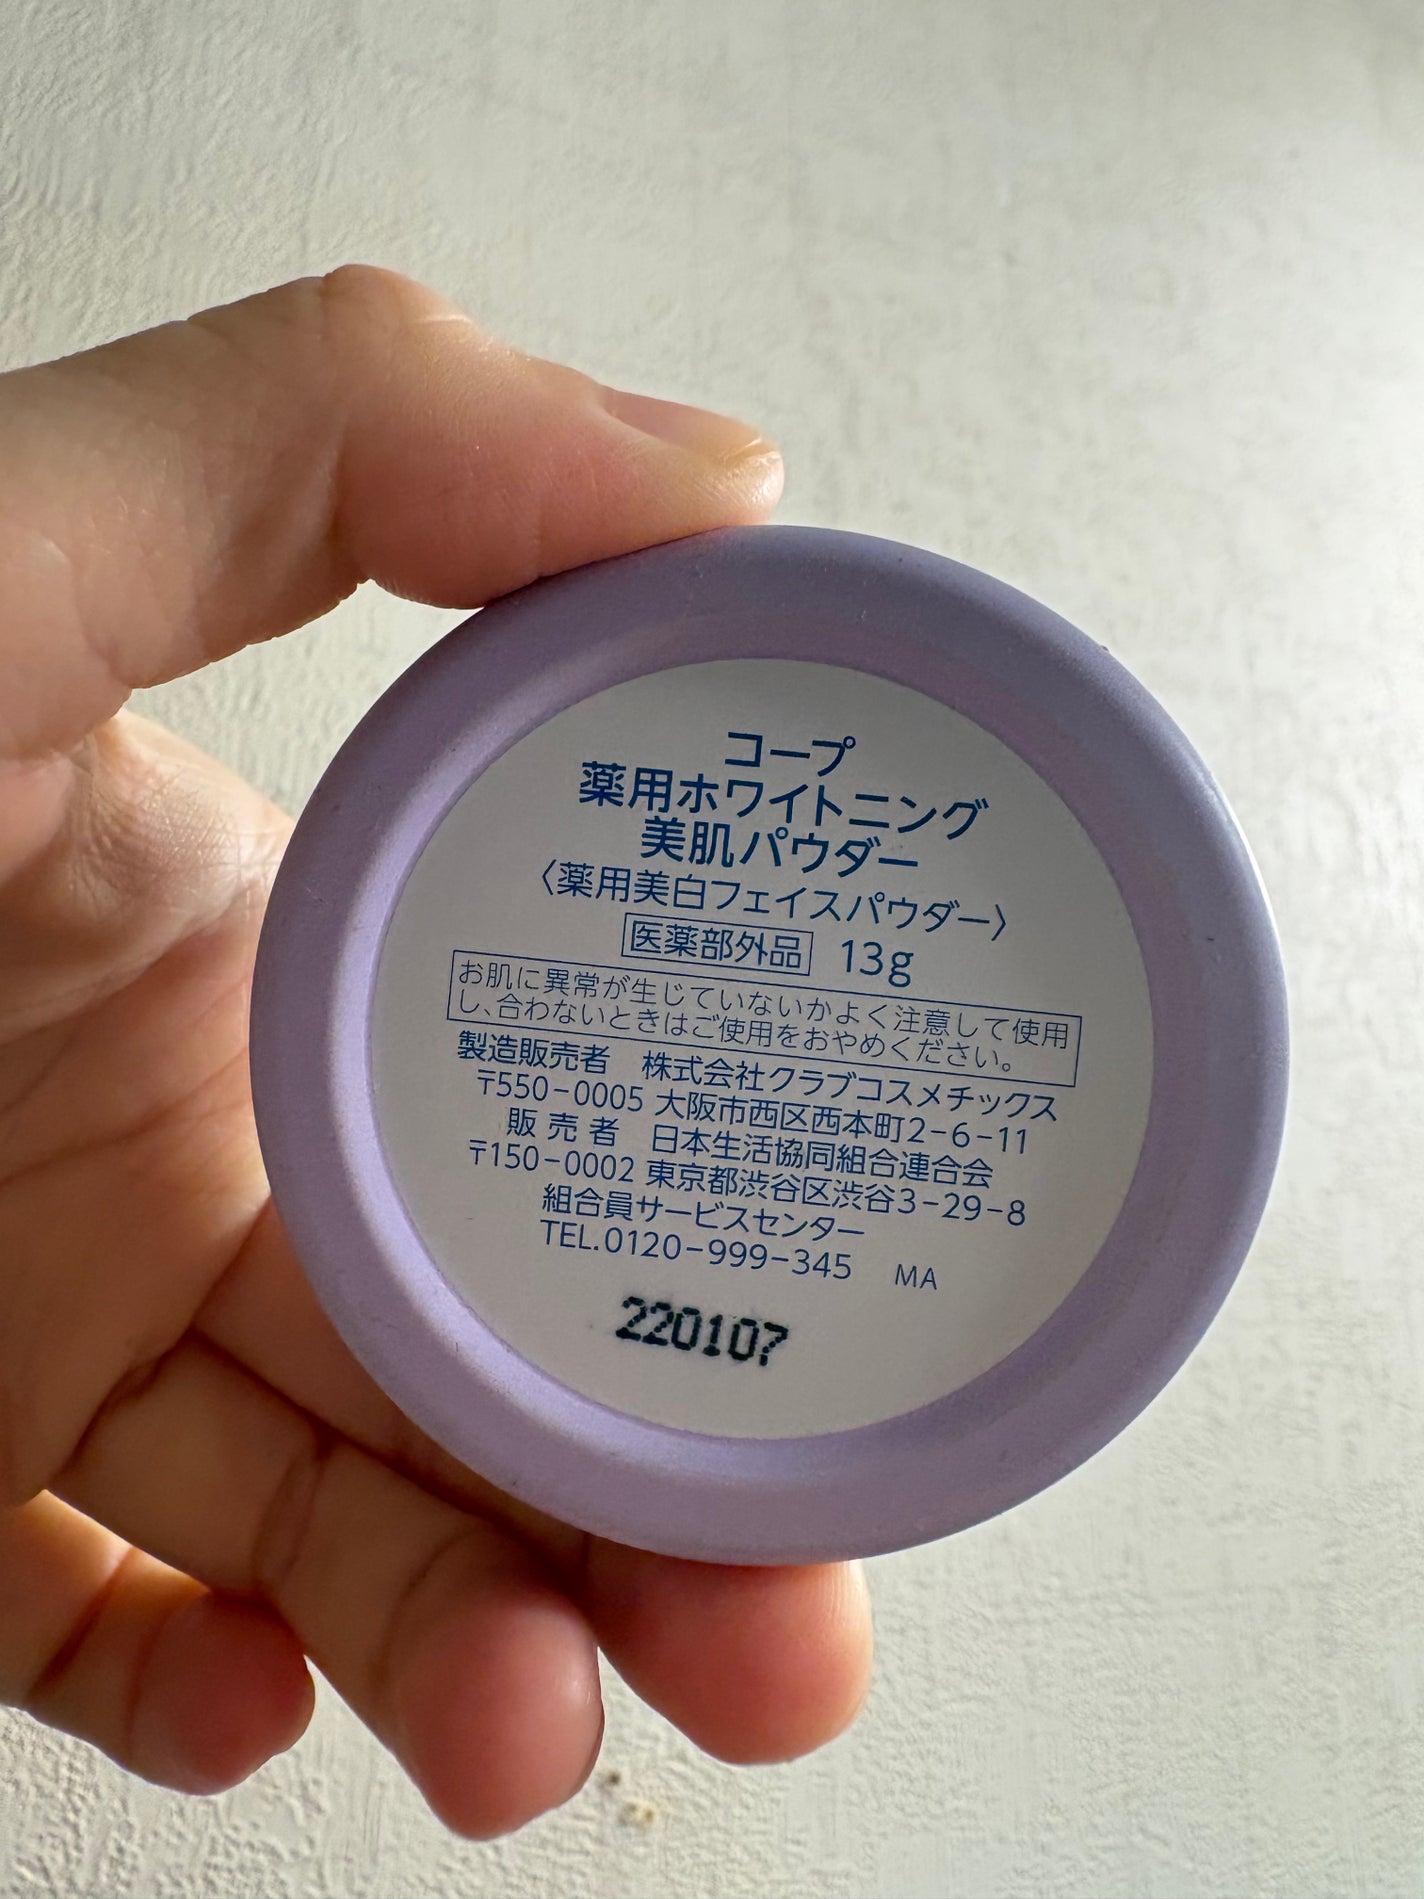 コープ
薬用ホワイトニング
美肌パウダー
〈薬用美白フェイスパウダー〉
医薬部外品 13g
お肌に異常が生じていないかよく注意して使用
し、合わないときはご使用をおやめください。
製造販売者 株式会社クラブコスメチックス
〒550-0005 大阪市西区西本町2-6-11
販売者 日本生活協同組合連合会
〒150-0002 東京都渋谷区渋谷3-29-8
組合員サービスセンター
TEL.0120-999-345 MA
220107